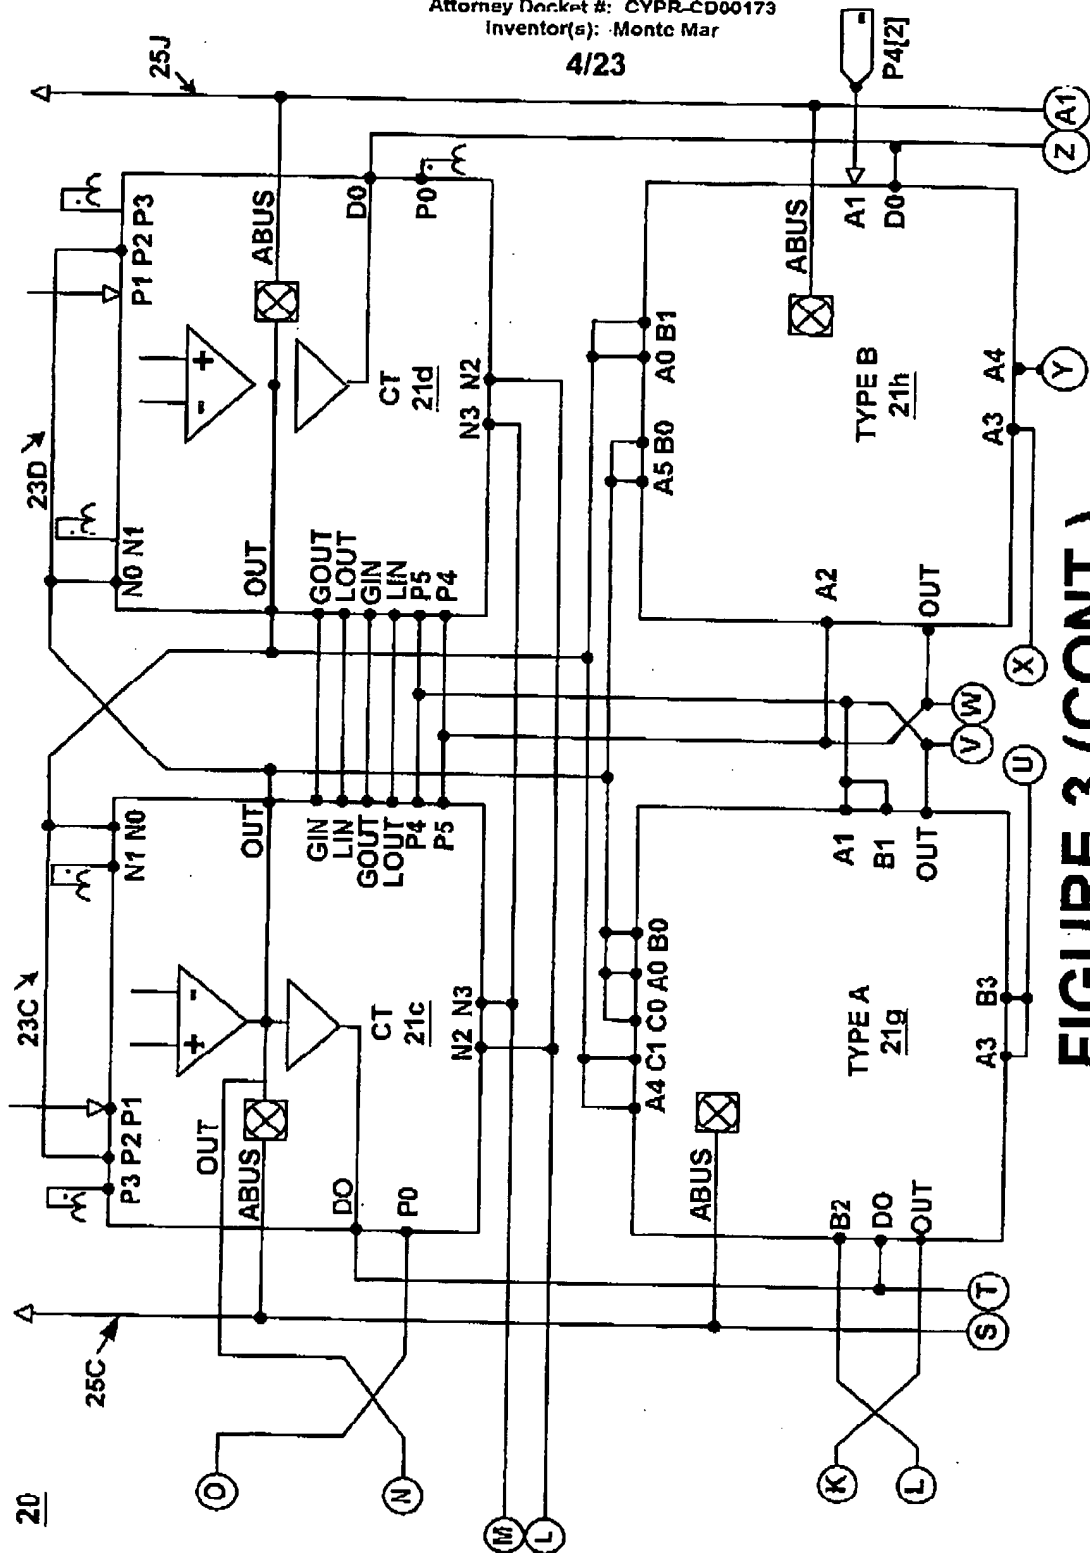 Attorney Docket #: CYPR-CD00173
Inventor(s): Monte Mar
4/23
20
23C
23D
25C
25J
P3 P2 P1
N1 N0
N0 N1
P1 P2 P3
OUT
OUT
OUT
ABUS
ABUS
+
-
-
+
GIN
LIN
GOUT
LOUT
P4
P5
GOUT
LOUT
GIN
LIN
P5
P4
DO
P0
D0
P0
CT
21c
CT
21d
N2 N3
N3 N2
O
N
M
L
A4 C1 C0 A0 B0
A5 B0
A0 B1
ABUS
ABUS
P4[2]
B2
DO
OUT
A1
B1
OUT
A2
OUT
A1
D0
TYPE A
21g
TYPE B
21h
A3
B3
A3
A4
K
L
S
T
U
V
W
X
Y
Z
A1
FIGURE (CONT.)